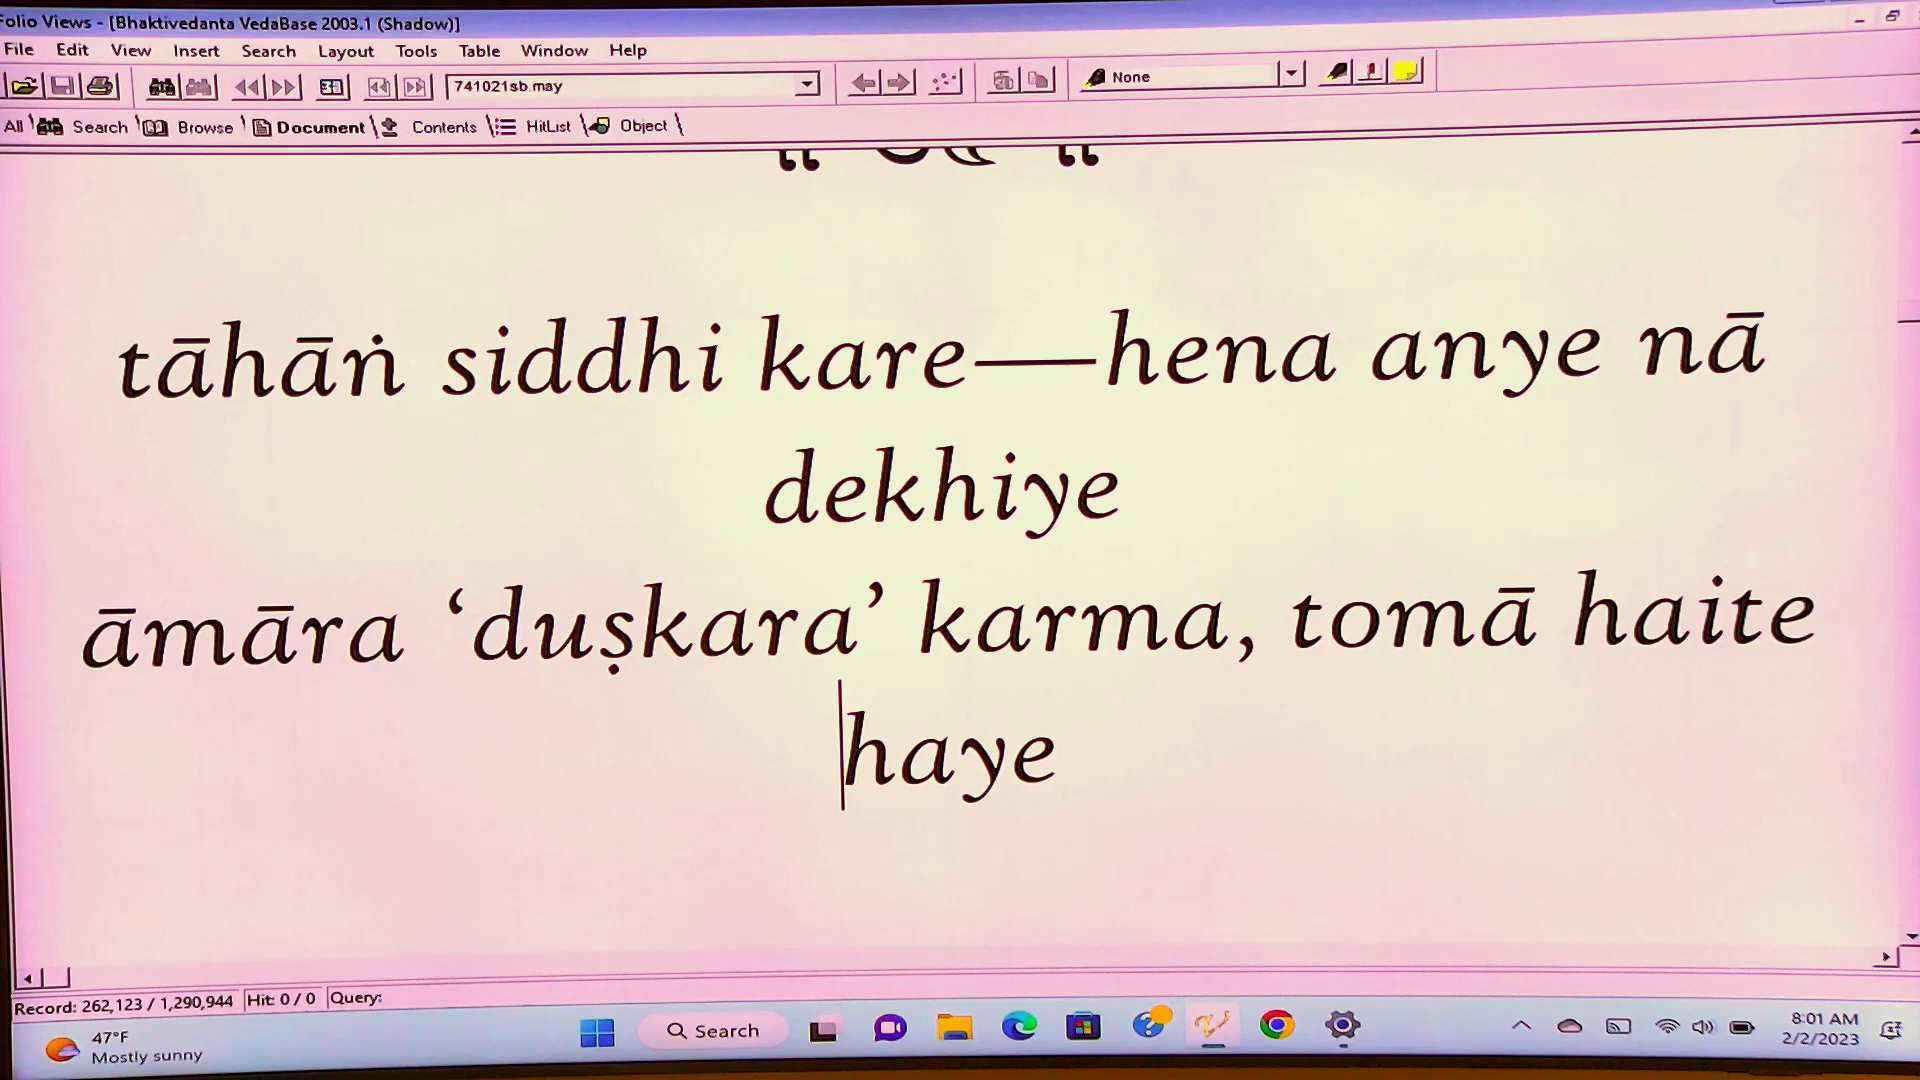 Folio Views - [Bhaktivedanta VedaBase 2003.1 (Shadow)]
File Edit View Insert Search Layout Tools Table Window Help
741021sb.may
None
All Search Browse Document Contents HitList Object
tāhāṅ siddhi kare—hena anye nā
dekhiye
āmāra ‘duṣkara’ karma, tomā haite
haye
Record: 262,123 / 1,290,944 Hit: 0 / 0 Query:
47°F
Mostly sunny
Search
8:01 AM
2/2/2023